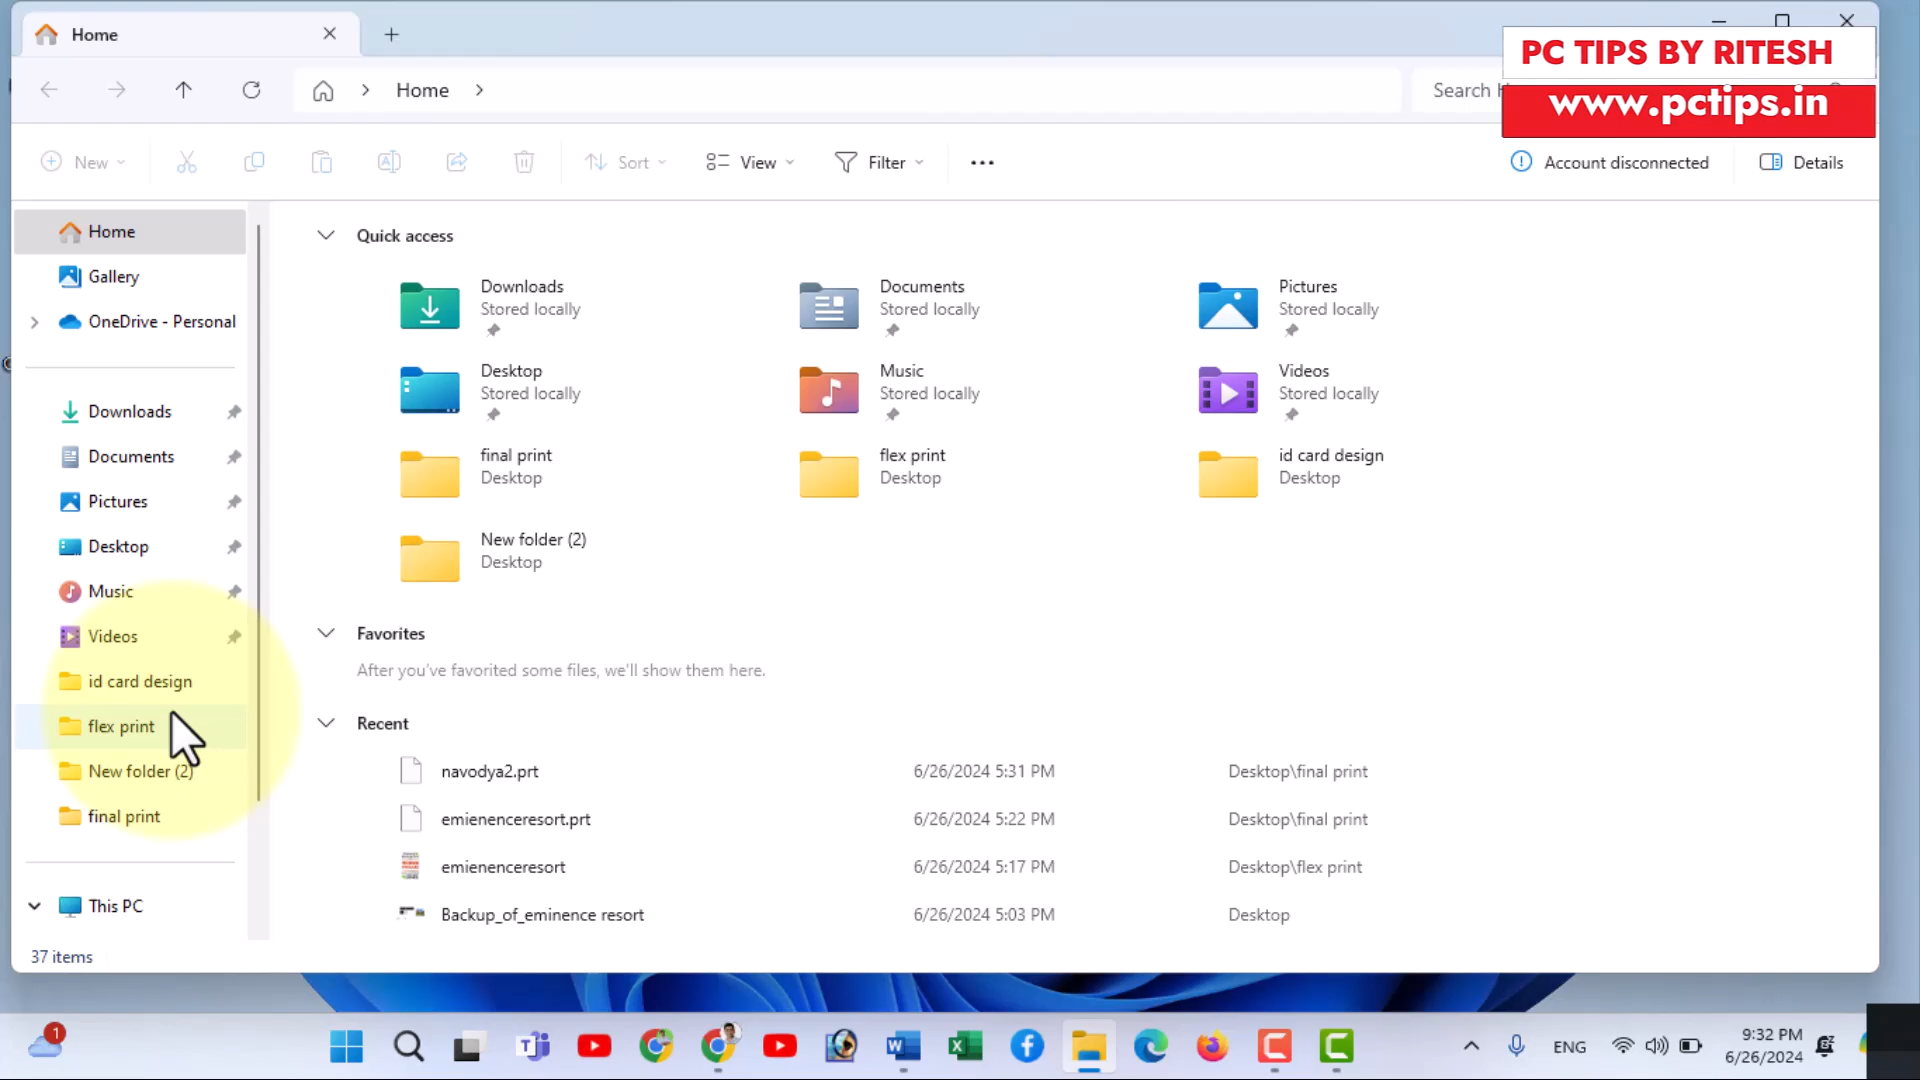 Home
PC TIPS BY RITESH
www.pctips.in
Home
Search
New
Sort
View
Filter
Account disconnected
Details
Home
Gallery
OneDrive - Personal
Downloads
Documents
Pictures
Desktop
Music
Videos
id card design
flex print
New folder (2)
final print
This PC
37 items
Quick access
Downloads
Stored locally
Documents
Stored locally
Pictures
Stored locally
Desktop
Stored locally
Music
Stored locally
Videos
Stored locally
final print
Desktop
flex print
Desktop
id card design
Desktop
New folder (2)
Desktop
Favorites
After you've favorited some files, we'll show them here.
Recent
navodya2.prt 6/26/2024 5:31 PM Desktop\final print
emienenceresort.prt 6/26/2024 5:22 PM Desktop\final print
emienenceresort 6/26/2024 5:17 PM Desktop\flex print
Backup_of_eminence resort 6/26/2024 5:03 PM Desktop
1
ENG
9:32 PM
6/26/2024